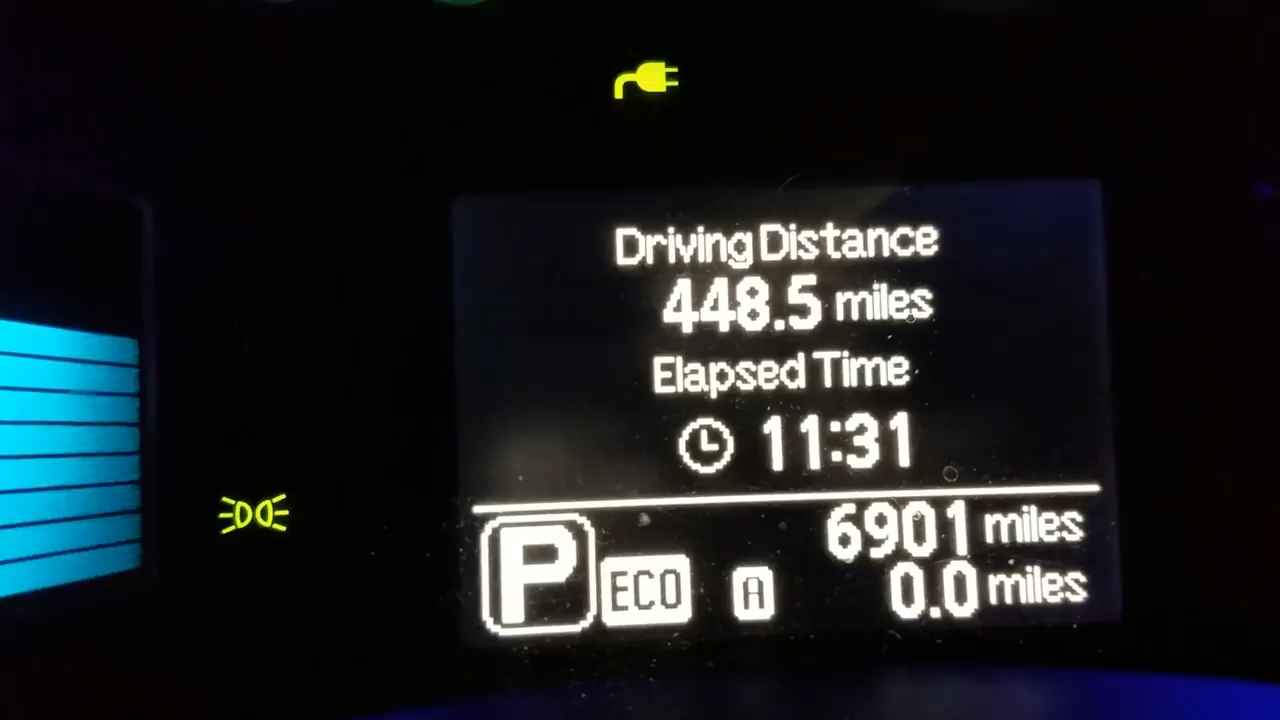 Driving Distance
448.5 miles
Elapsed Time
11:31
6901 miles
P ECO A 0.0 miles